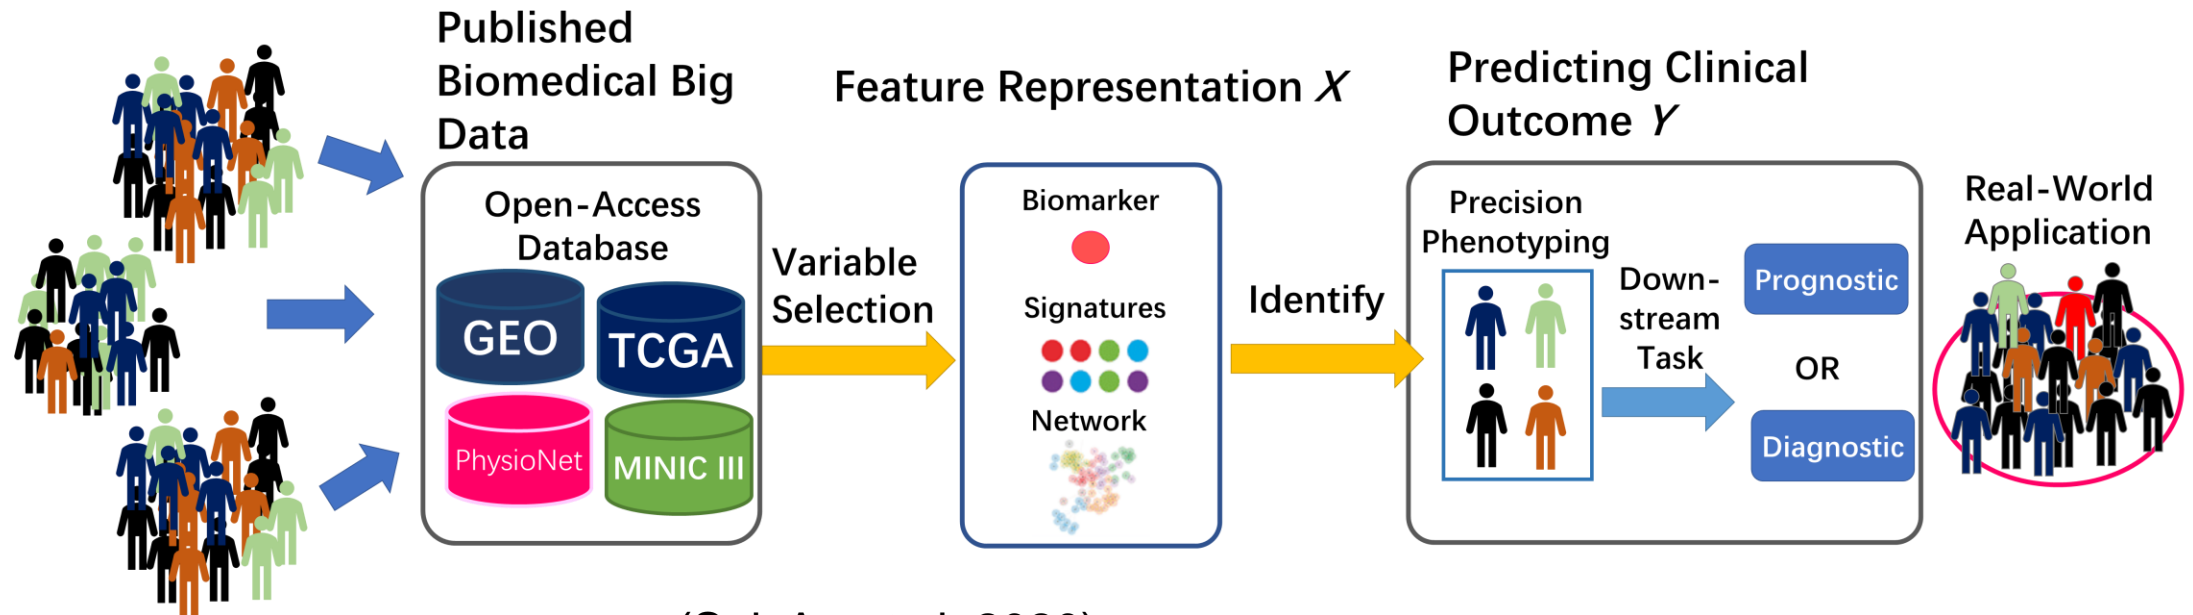 Published
Biomedical Big
Data
Feature Representation X
Predicting Clinical
Outcome Y
Open-Access
Database
GEO
TCGA
PhysioNet
MINIC III
Variable
Selection
Biomarker
Signatures
Network
Identify
Precision
Phenotyping
Down-
stream
Task
Prognostic
OR
Diagnostic
Real-World
Application